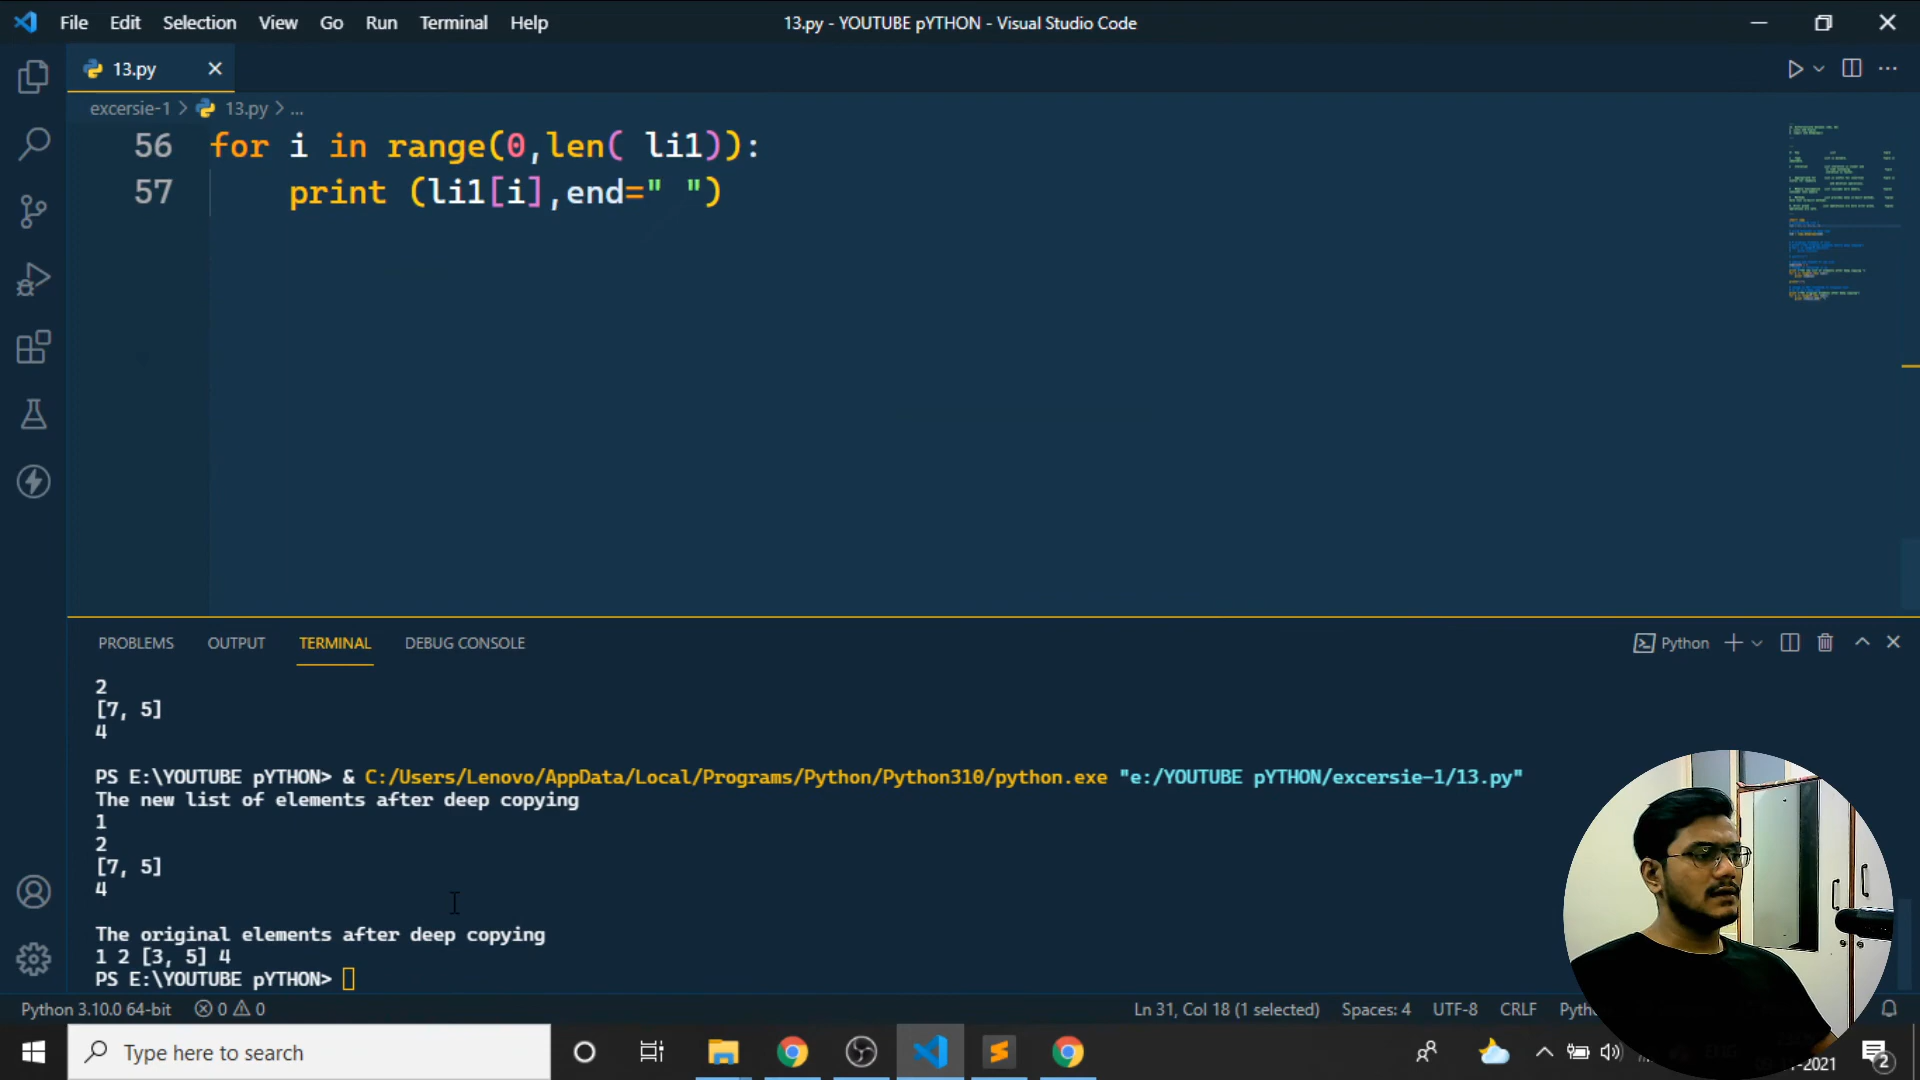 File Edit Selection View Go Run Terminal Help
13.py - YOUTUBE pYTHON - Visual Studio Code
13.py
excersie-1 > 13.py > ...
56 for i in range(0,len( li1)):
57 print (li1[i],end=" ")
PROBLEMS OUTPUT TERMINAL DEBUG CONSOLE
Python
2
[7, 5]
4
PS E:\YOUTUBE pYTHON> & C:/Users/Lenovo/AppData/Local/Programs/Python/Python310/python.exe "e:/YOUTUBE pYTHON/excersie-1/13.py"
The new list of elements after deep copying
1
2
[7, 5]
4
The original elements after deep copying
1 2 [3, 5] 4
PS E:\YOUTUBE pYTHON>
Python 3.10.0 64-bit 0 0 Ln 31, Col 18 (1 selected) Spaces: 4 UTF-8 CRLF
Type here to search
2